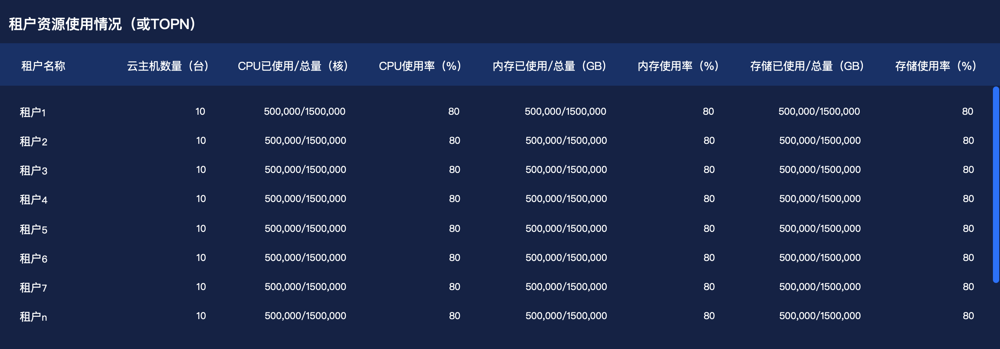 租户资源使用情况（或TOPN）
租户名称 云主机数量（台） CPU已使用/总量（核） CPU使用率（%） 内存已使用/总量（GB） 内存使用率（%） 存储已使用/总量（GB） 存储使用率（%）
租户1 10 500,000/1500,000 80 500,000/1500,000 80 500,000/1500,000 80
租户2 10 500,000/1500,000 80 500,000/1500,000 80 500,000/1500,000 80
租户3 10 500,000/1500,000 80 500,000/1500,000 80 500,000/1500,000 80
租户4 10 500,000/1500,000 80 500,000/1500,000 80 500,000/1500,000 80
租户5 10 500,000/1500,000 80 500,000/1500,000 80 500,000/1500,000 80
租户6 10 500,000/1500,000 80 500,000/1500,000 80 500,000/1500,000 80
租户7 10 500,000/1500,000 80 500,000/1500,000 80 500,000/1500,000 80
租户n 10 500,000/1500,000 80 500,000/1500,000 80 500,000/1500,000 80